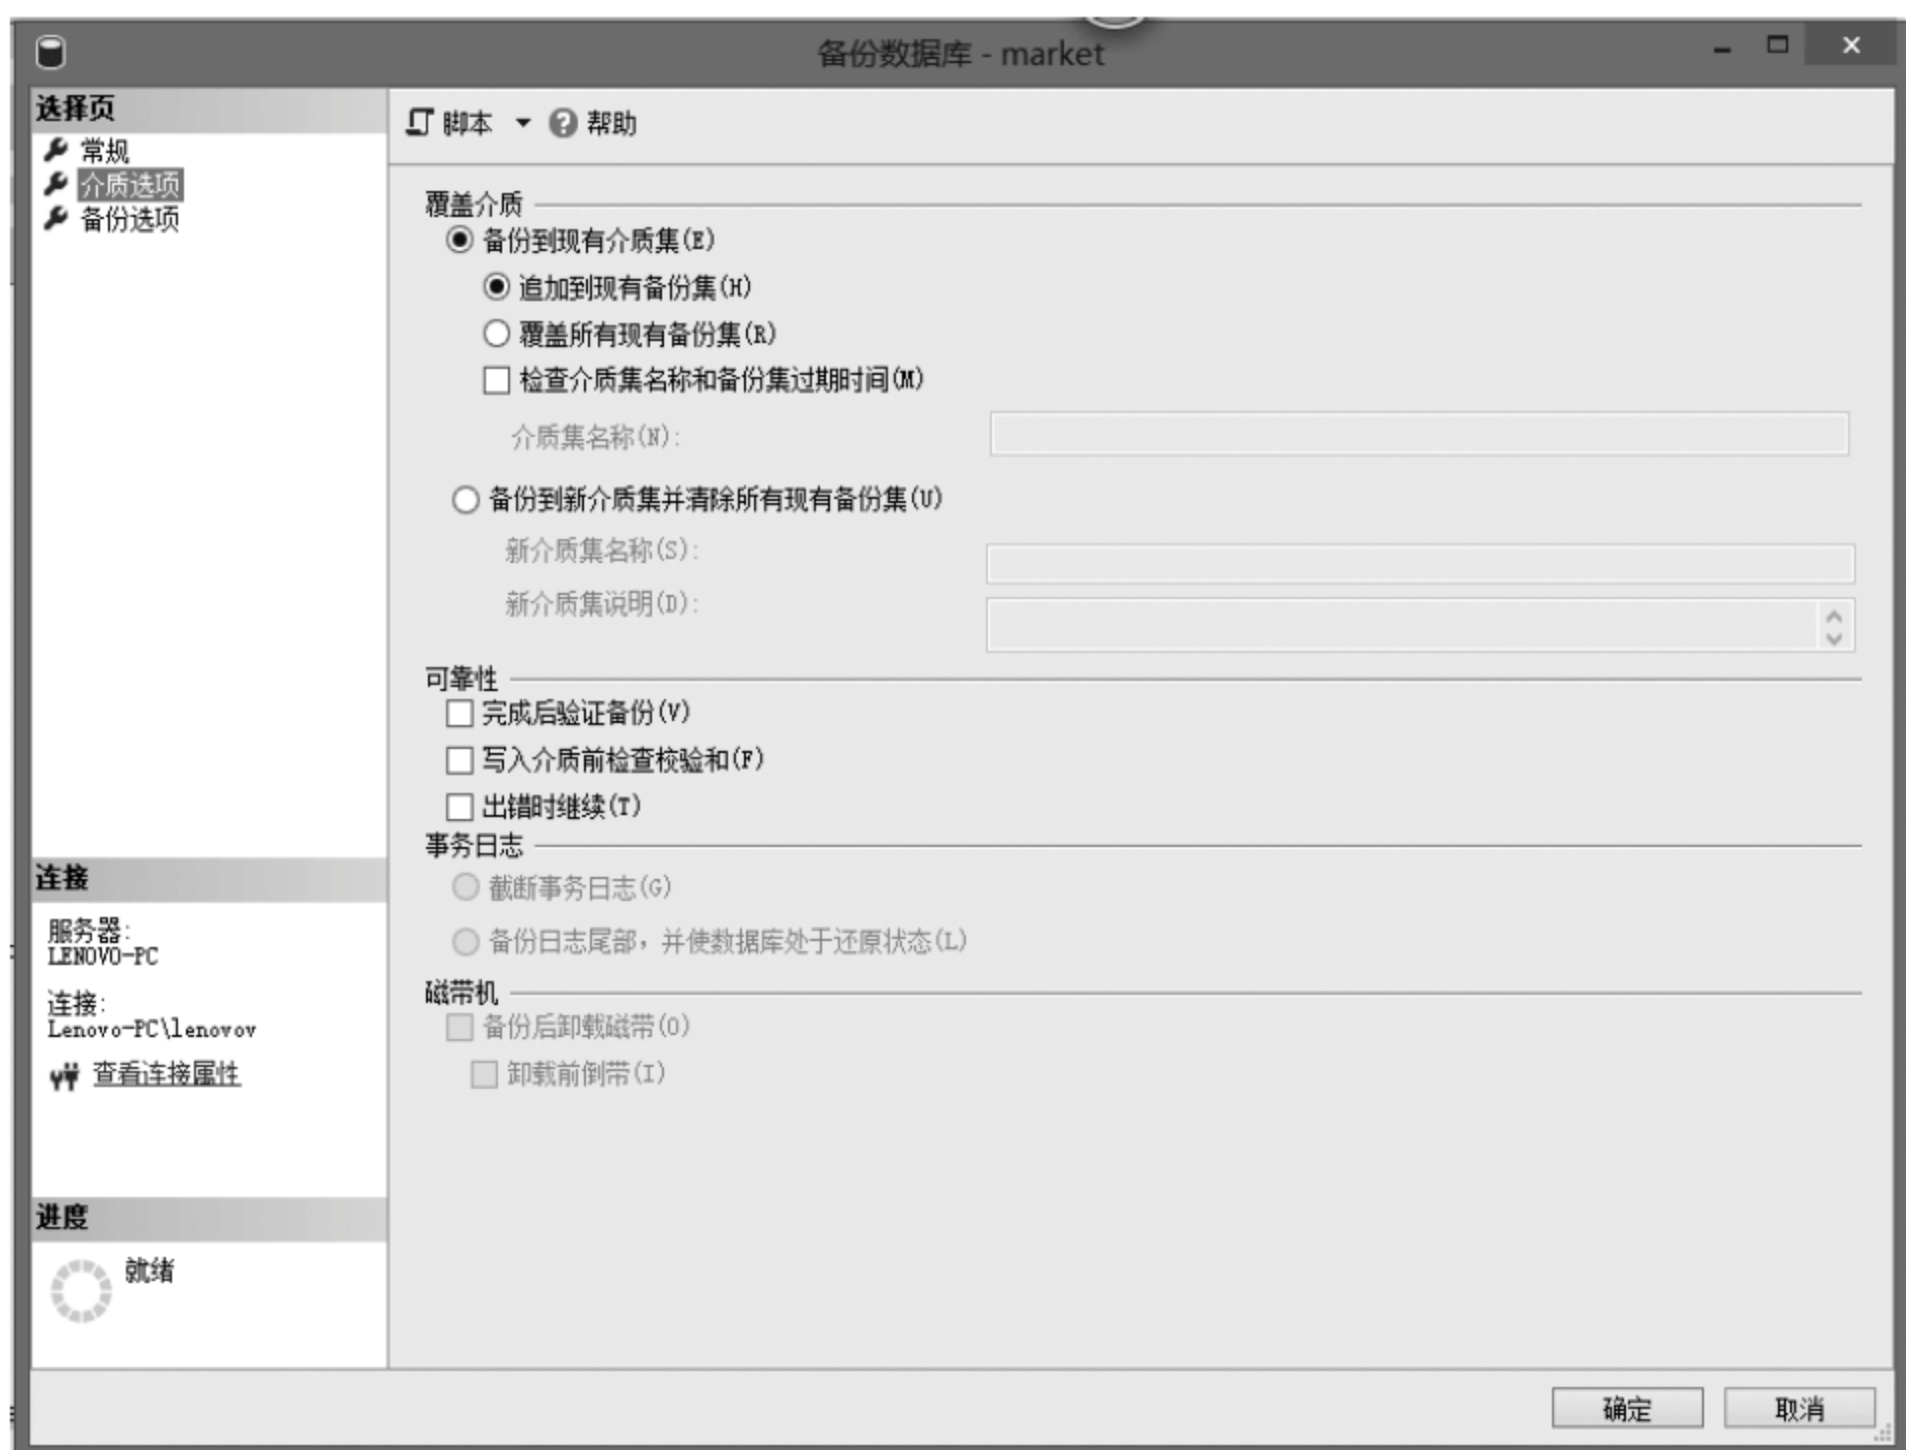 备份数据库 - market
选择页
常规
介质选项
备份选项
脚本 帮助
覆盖介质
备份到现有介质集(E)
追加到现有备份集(H)
覆盖所有现有备份集(R)
检查介质集名称和备份集过期时间(M)
介质集名称(N):
备份到新介质集并清除所有现有备份集(U)
新介质集名称(S):
新介质集说明(D):
可靠性
完成后验证备份(V)
写入介质前检查校验和(F)
出错时继续(T)
事务日志
截断事务日志(G)
备份日志尾部，并使数据库处于还原状态(L)
磁带机
备份后卸载磁带(O)
卸载前倒带(I)
连接
服务器:
LENOVO-PC
连接:
Lenovo-PC\lenovov
查看连接属性
进度
就绪
确定 取消